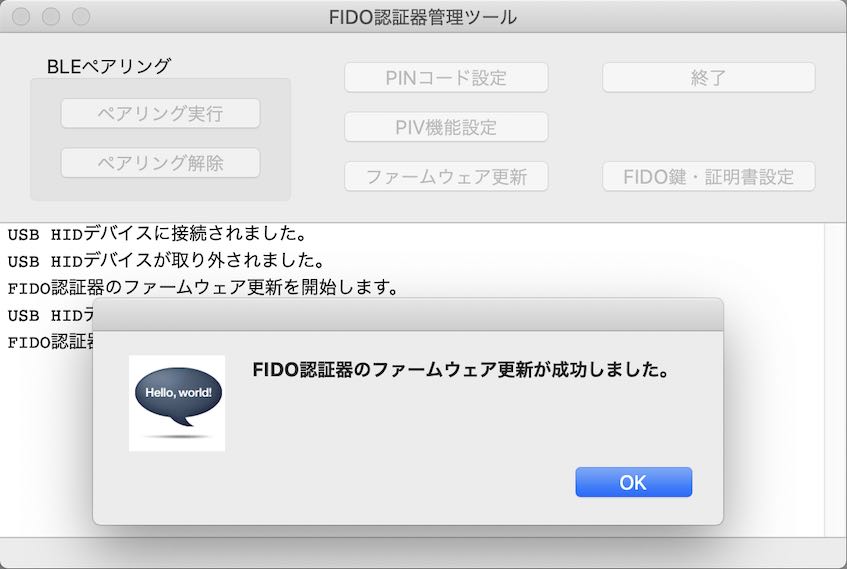 FIDO認証器管理ツール
BLEペアリング
ペアリング実行
ペアリング解除
PINコード設定
PIV機能設定
ファームウェア更新
終了
FIDO鍵・証明書設定
USB HIDデバイスに接続されました。
USB HIDデバイスが取り外されました。
FIDO認証器のファームウェア更新を開始します。
USB HIDデ
FIDO認証
Hello, world!
FIDO認証器のファームウェア更新が成功しました。
OK